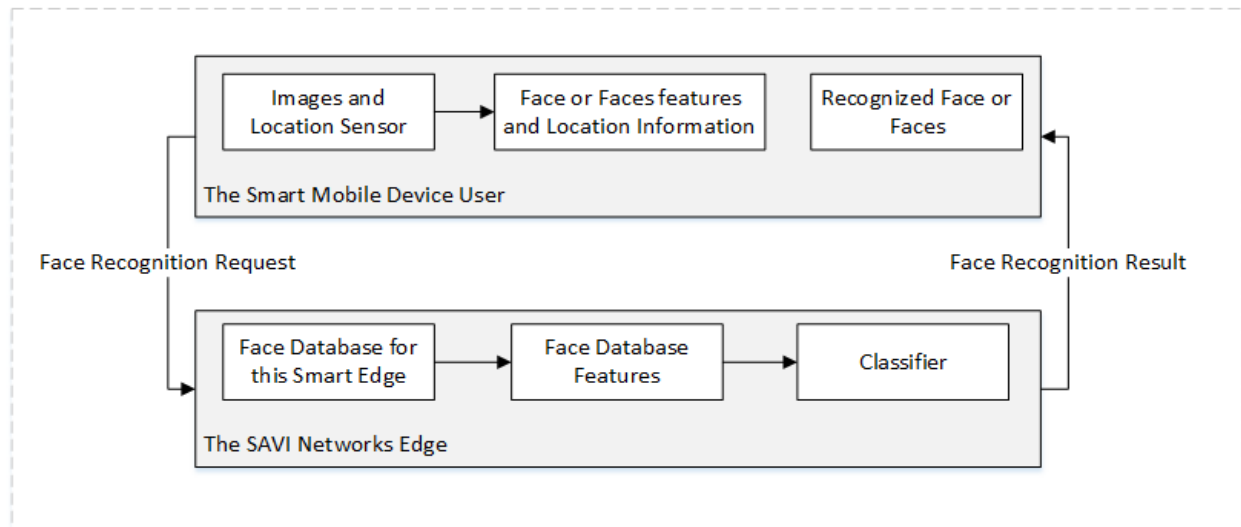 Images and
Location Sensor
Face or Faces features
and Location Information
Recognized Face or
Faces
The Smart Mobile Device User
Face Recognition Request
Face Recognition Result
Face Database for
this Smart Edge
Face Database
Features
Classifier
The SAVI Networks Edge